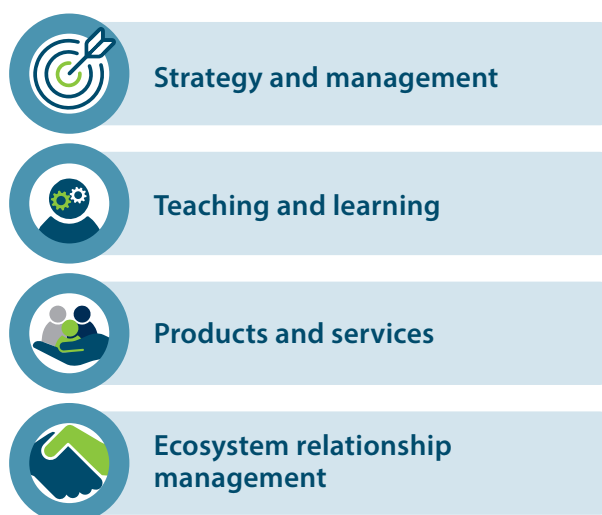 Strategy and management
Teaching and learning
Products and services
Ecosystem relationship
management